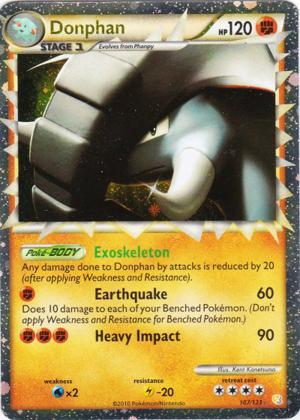 Donphan
HP 120
STAGE 1 Evolves from Phanpy
Poké-BODY Exoskeleton
Any damage done to Donphan by attacks is reduced by 20
(after applying Weakness and Resistance).
Earthquake 60
Does 10 damage to each of your Benched Pokémon. (Don't
apply Weakness and Resistance for Benched Pokémon.)
Heavy Impact 90
Illus. Kent Kanetsuna
weakness resistance retreat cost
×2 -20
©2010 Pokémon/Nintendo 107/123